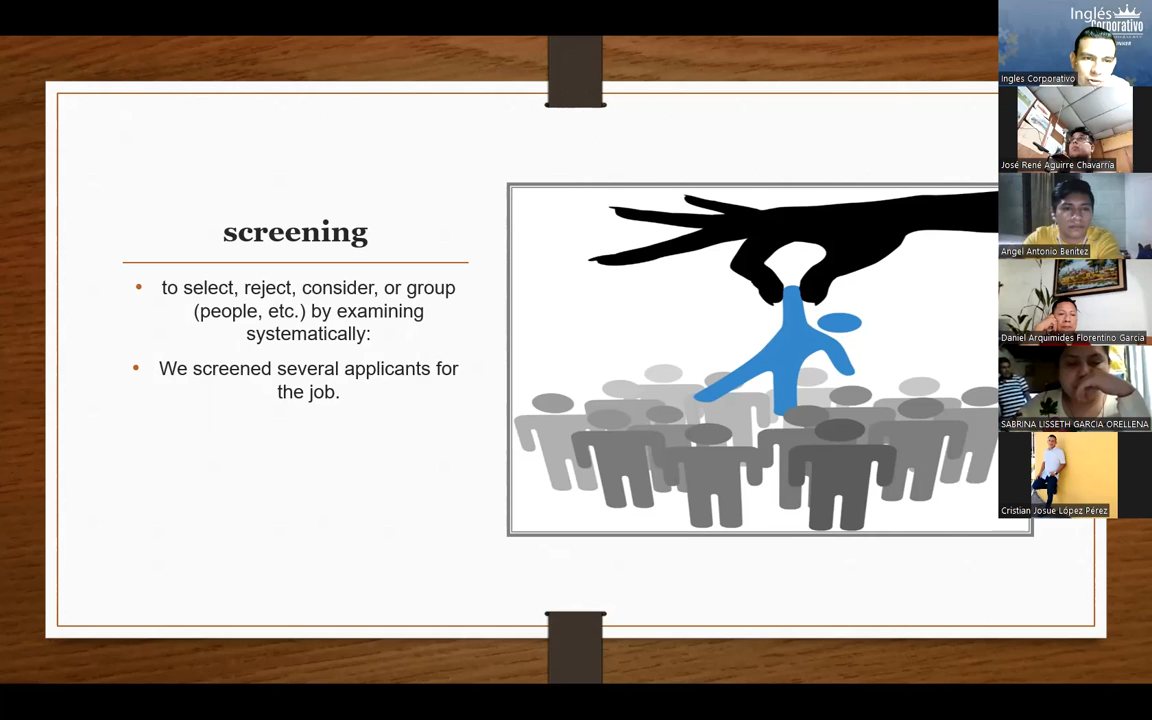 screening
to select, reject, consider, or group
(people, etc.) by examining
systematically:
We screened several applicants for
the job.
Inglés
Corporativo
Ingles Corporativo
José René Aguirre Chavarría
Angel Antonio Benitez
Daniel Arquimides Florentino Garcia
SABRINA LISSETH GARCIA ORELLENA
Cristian Josue López Pérez